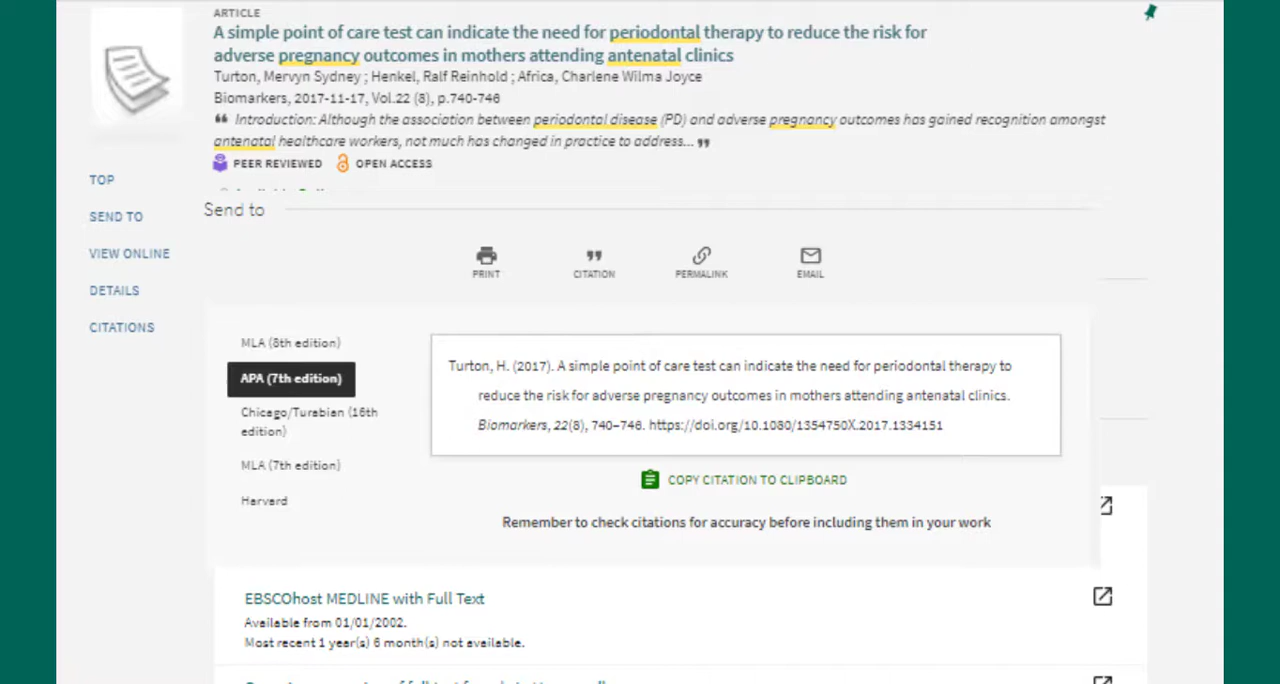 ARTICLE
A simple point of care test can indicate the need for periodontal therapy to reduce the risk for
adverse pregnancy outcomes in mothers attending antenatal clinics
Turton, Mervyn Sydney ; Henkel, Ralf Reinhold ; Africa, Charlene Wilma Joyce
Biomarkers, 2017-11-17, Vol.22 (8), p.740-746
❝ Introduction: Although the association between periodontal disease (PD) and adverse pregnancy outcomes has gained recognition amongst
antenatal healthcare workers, not much has changed in practice to address... ❞
PEER REVIEWED OPEN ACCESS
TOP
SEND TO
VIEW ONLINE
DETAILS
CITATIONS
Send to
PRINT
CITATION
PERMALINK
EMAIL
MLA (8th edition)
APA (7th edition)
Chicago/Turabian (16th
edition)
MLA (7th edition)
Harvard
Turton, H. (2017). A simple point of care test can indicate the need for periodontal therapy to
reduce the risk for adverse pregnancy outcomes in mothers attending antenatal clinics.
Biomarkers, 22(8), 740–746. https://doi.org/10.1080/1354750X.2017.1334151
COPY CITATION TO CLIPBOARD
Remember to check citations for accuracy before including them in your work
EBSCOhost MEDLINE with Full Text
Available from 01/01/2002.
Most recent 1 year(s) 6 month(s) not available.